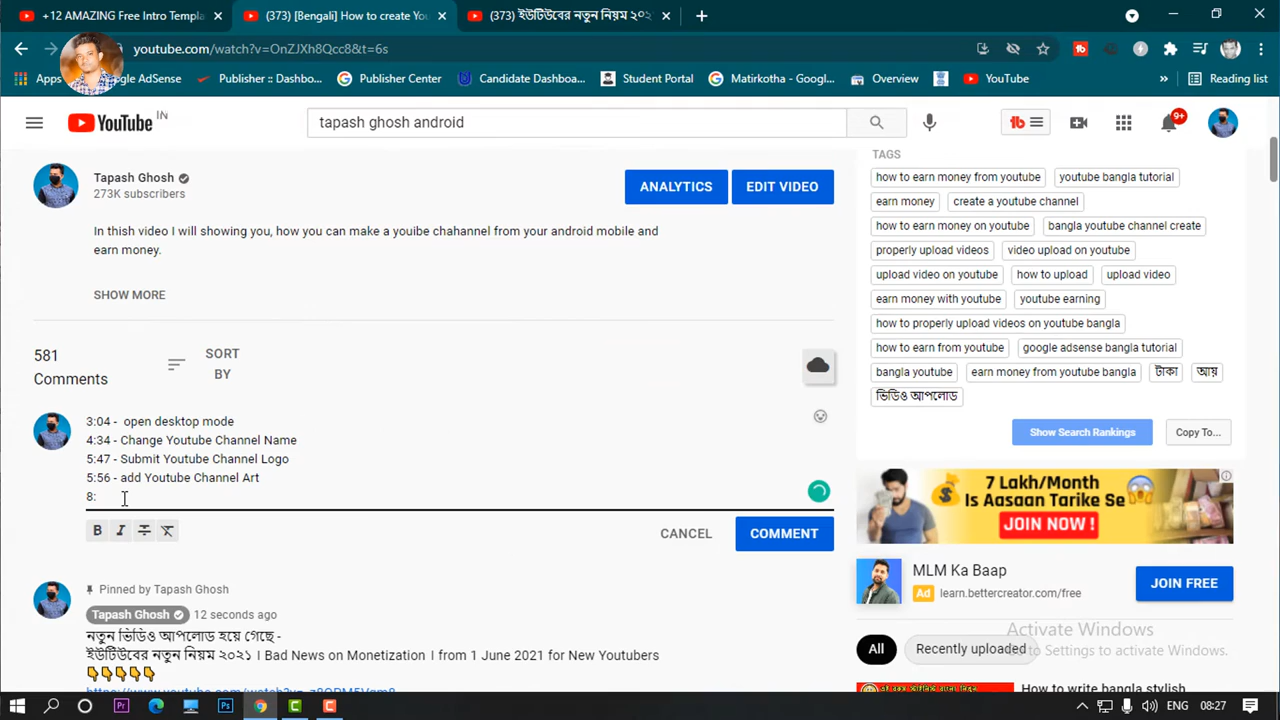 +12 AMAZING Free Intro Templa
(373) [Bengali] How to create You
(373) ইউটিউবের নতুন নিয়ম ২০২
youtube.com/watch?v=OnZJXh8Qcc8&t=6s
Apps
gle AdSense
Publisher :: Dashbo...
Publisher Center
Candidate Dashboa...
Student Portal
Matirkotha - Googl...
Overview
YouTube
»
Reading list
YouTube IN
tapash ghosh android
9+
Tapash Ghosh
273K subscribers
ANALYTICS
EDIT VIDEO
In thish video I will showing you, how you can make a youibe chahannel from your android mobile and
earn money.
SHOW MORE
581
Comments
SORT
BY
3:04 - open desktop mode
4:34 - Change Youtube Channel Name
5:47 - Submit Youtube Channel Logo
5:56 - add Youtube Channel Art
8:
B I S T
CANCEL
COMMENT
Pinned by Tapash Ghosh
Tapash Ghosh
12 seconds ago
নতুন ভিডিও আপলোড হয়ে গেছে -
ইউটিউবের নতুন নিয়ম ২০২১ । Bad News on Monetization । from 1 June 2021 for New Youtubers
TAGS
how to earn money from youtube
youtube bangla tutorial
earn money
create a youtube channel
how to earn money on youtube
bangla youtube channel create
properly upload videos
video upload on youtube
upload video on youtube
how to upload
upload video
earn money with youtube
youtube earning
how to properly upload videos on youtube bangla
how to earn from youtube
google adsense bangla tutorial
bangla youtube
earn money from youtube bangla
টাকা
আয়
ভিডিও আপলোড
Show Search Rankings
Copy To...
7 Lakh/Month
Is Aasaan Tarike Se
JOIN NOW !
MLM Ka Baap
Ad
learn.bettercreator.com/free
JOIN FREE
Activate Windows
to Settings to activate Windows.
All
Recently uploaded
How to write bangla stylish
Pr
Ps
C
C
ENG
08:27